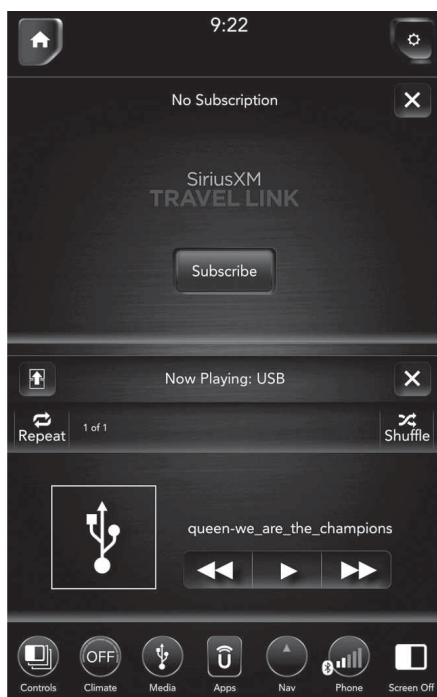 9:22
No Subscription
SiriusXM
TRAVEL LINK
Subscribe
Now Playing: USB
Repeat
1 of 1
Shuffle
queen-we_are_the_champions
OFF
Controls Climate Media Apps Nav Phone Screen Off